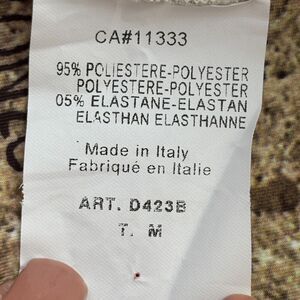 CA#11333
95% POLIESTERE-POLYESTER
POLYESTERE-POLYESTER
05% ELASTANE-ELASTAN
ELASTHAN ELASTHANNE
Made in Italy
Fabriqué en Italie
ART. D423B
T. M